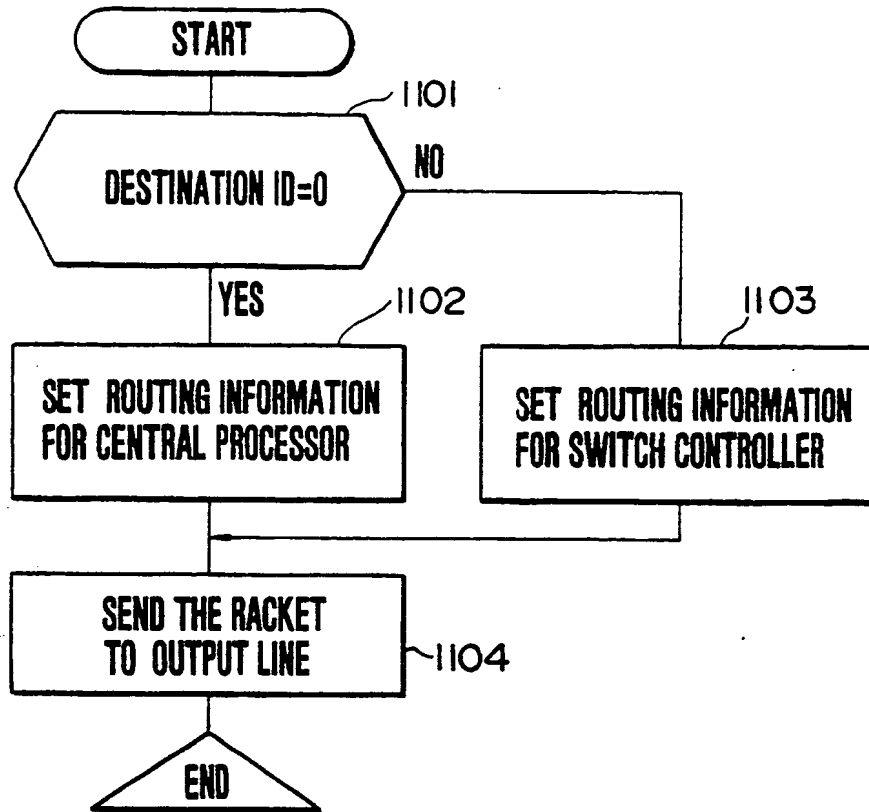 START
1101
DESTINATION ID=0
NO
YES
1102
1103
SET ROUTING INFORMATION
FOR CENTRAL PROCESSOR
SET ROUTING INFORMATION
FOR SWITCH CONTROLLER
SEND THE RACKET
TO OUTPUT LINE
1104
END